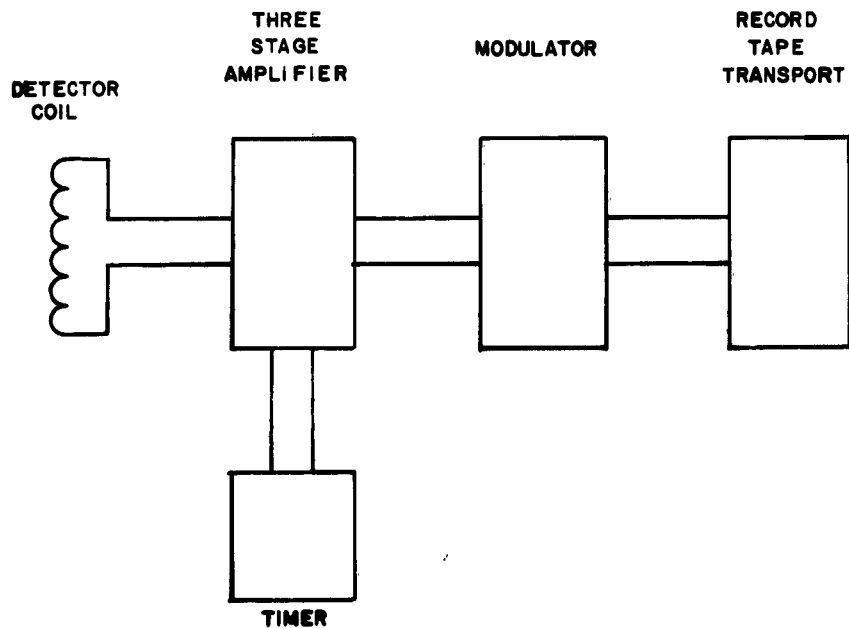 DETECTOR
COIL
THREE
STAGE
AMPLIFIER
MODULATOR
RECORD
TAPE
TRANSPORT
TIMER